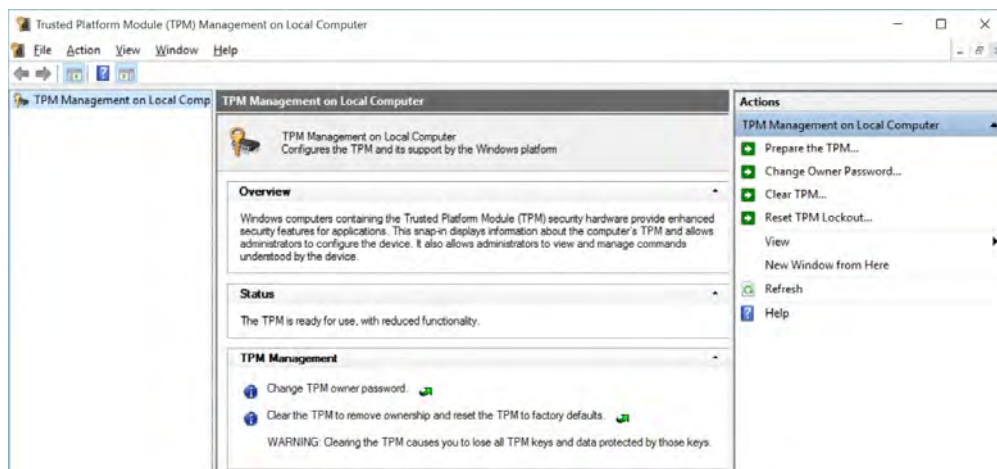 Trusted Platform Module (TPM) Management on Local Computer
File Action View Window Help
TPM Management on Local Comp
TPM Management on Local Computer
TPM Management on Local Computer
Configures the TPM and its support by the Windows platform
Overview
Windows computers containing the Trusted Platform Module (TPM) security hardware provide enhanced
security features for applications. This snap-in displays information about the computer's TPM and allows
administrators to configure the device. It also allows administrators to view and manage commands
understood by the device.
Status
The TPM is ready for use, with reduced functionality.
TPM Management
Change TPM owner password.
Clear the TPM to remove ownership and reset the TPM to factory defaults.
WARNING: Clearing the TPM causes you to lose all TPM keys and data protected by those keys.
Actions
TPM Management on Local Computer
Prepare the TPM...
Change Owner Password...
Clear TPM...
Reset TPM Lockout...
View
New Window from Here
Refresh
Help